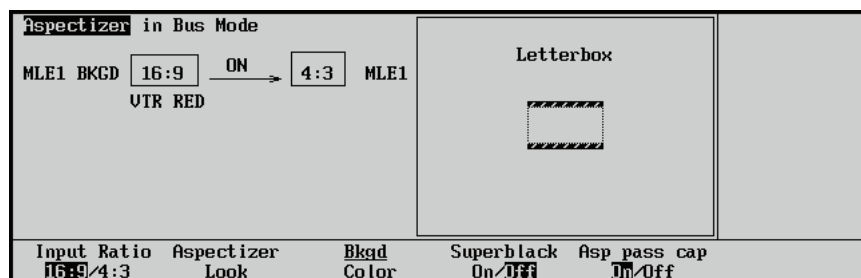 Aspectizer in Bus Mode
MLE1 BKGD 16:9 ON 4:3 MLE1
VTR RED
Letterbox
Input Ratio Aspectizer Bkgd Superblack Asp pass cap
16:9/4:3 Look Color On/Off On/Off